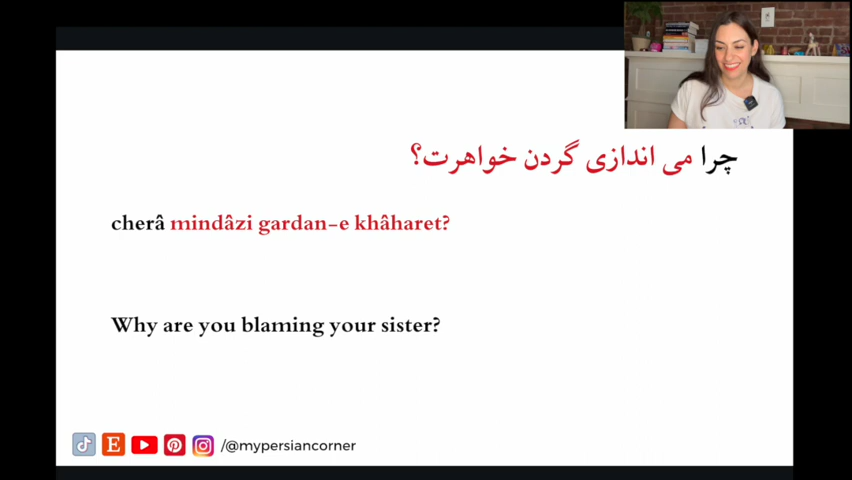 چرا می اندازی گردن خواهرت؟
cherâ mindâzi gardan-e khâharet?
Why are you blaming your sister?
/@mypersiancorner